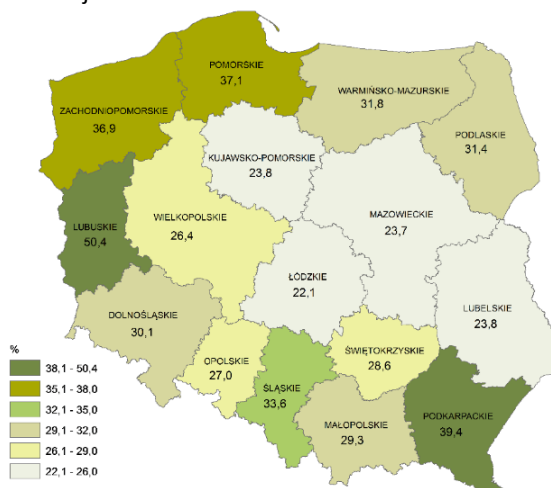 POMORSKIE
37,1
ZACHODNIOPOMORSKIE
36,9
WARMIŃSKO-MAZURSKIE
31,8
PODLASKIE
31,4
KUJAWSKO-POMORSKIE
23,8
LUBUSKIE
50,4
WIELKOPOLSKIE
26,4
MAZOWIECKIE
23,7
ŁÓDZKIE
22,1
LUBELSKIE
23,8
DOLNOŚLĄSKIE
30,1
OPOLSKIE
27,0
ŚLĄSKIE
33,6
ŚWIĘTOKRZYSKIE
28,6
MAŁOPOLSKIE
29,3
PODKARPACKIE
39,4
%
38,1 - 50,4
35,1 - 38,0
32,1 - 35,0
29,1 - 32,0
26,1 - 29,0
22,1 - 26,0